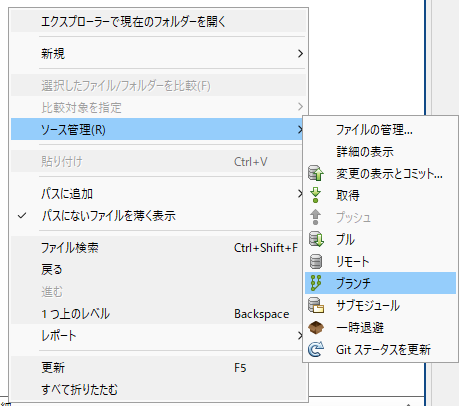 エクスプローラーで現在のフォルダーを開く
新規
選択したファイル/フォルダーを比較(F)
比較対象を指定
ソース管理(R)
貼り付け Ctrl+V
パスに追加
パスにないファイルを薄く表示
ファイル検索 Ctrl+Shift+F
戻る
進む
1 つ上のレベル Backspace
レポート
更新 F5
すべて折りたたむ
ファイルの管理...
詳細の表示
変更の表示とコミット...
取得
プッシュ
プル
リモート
ブランチ
サブモジュール
一時退避
Git ステータスを更新